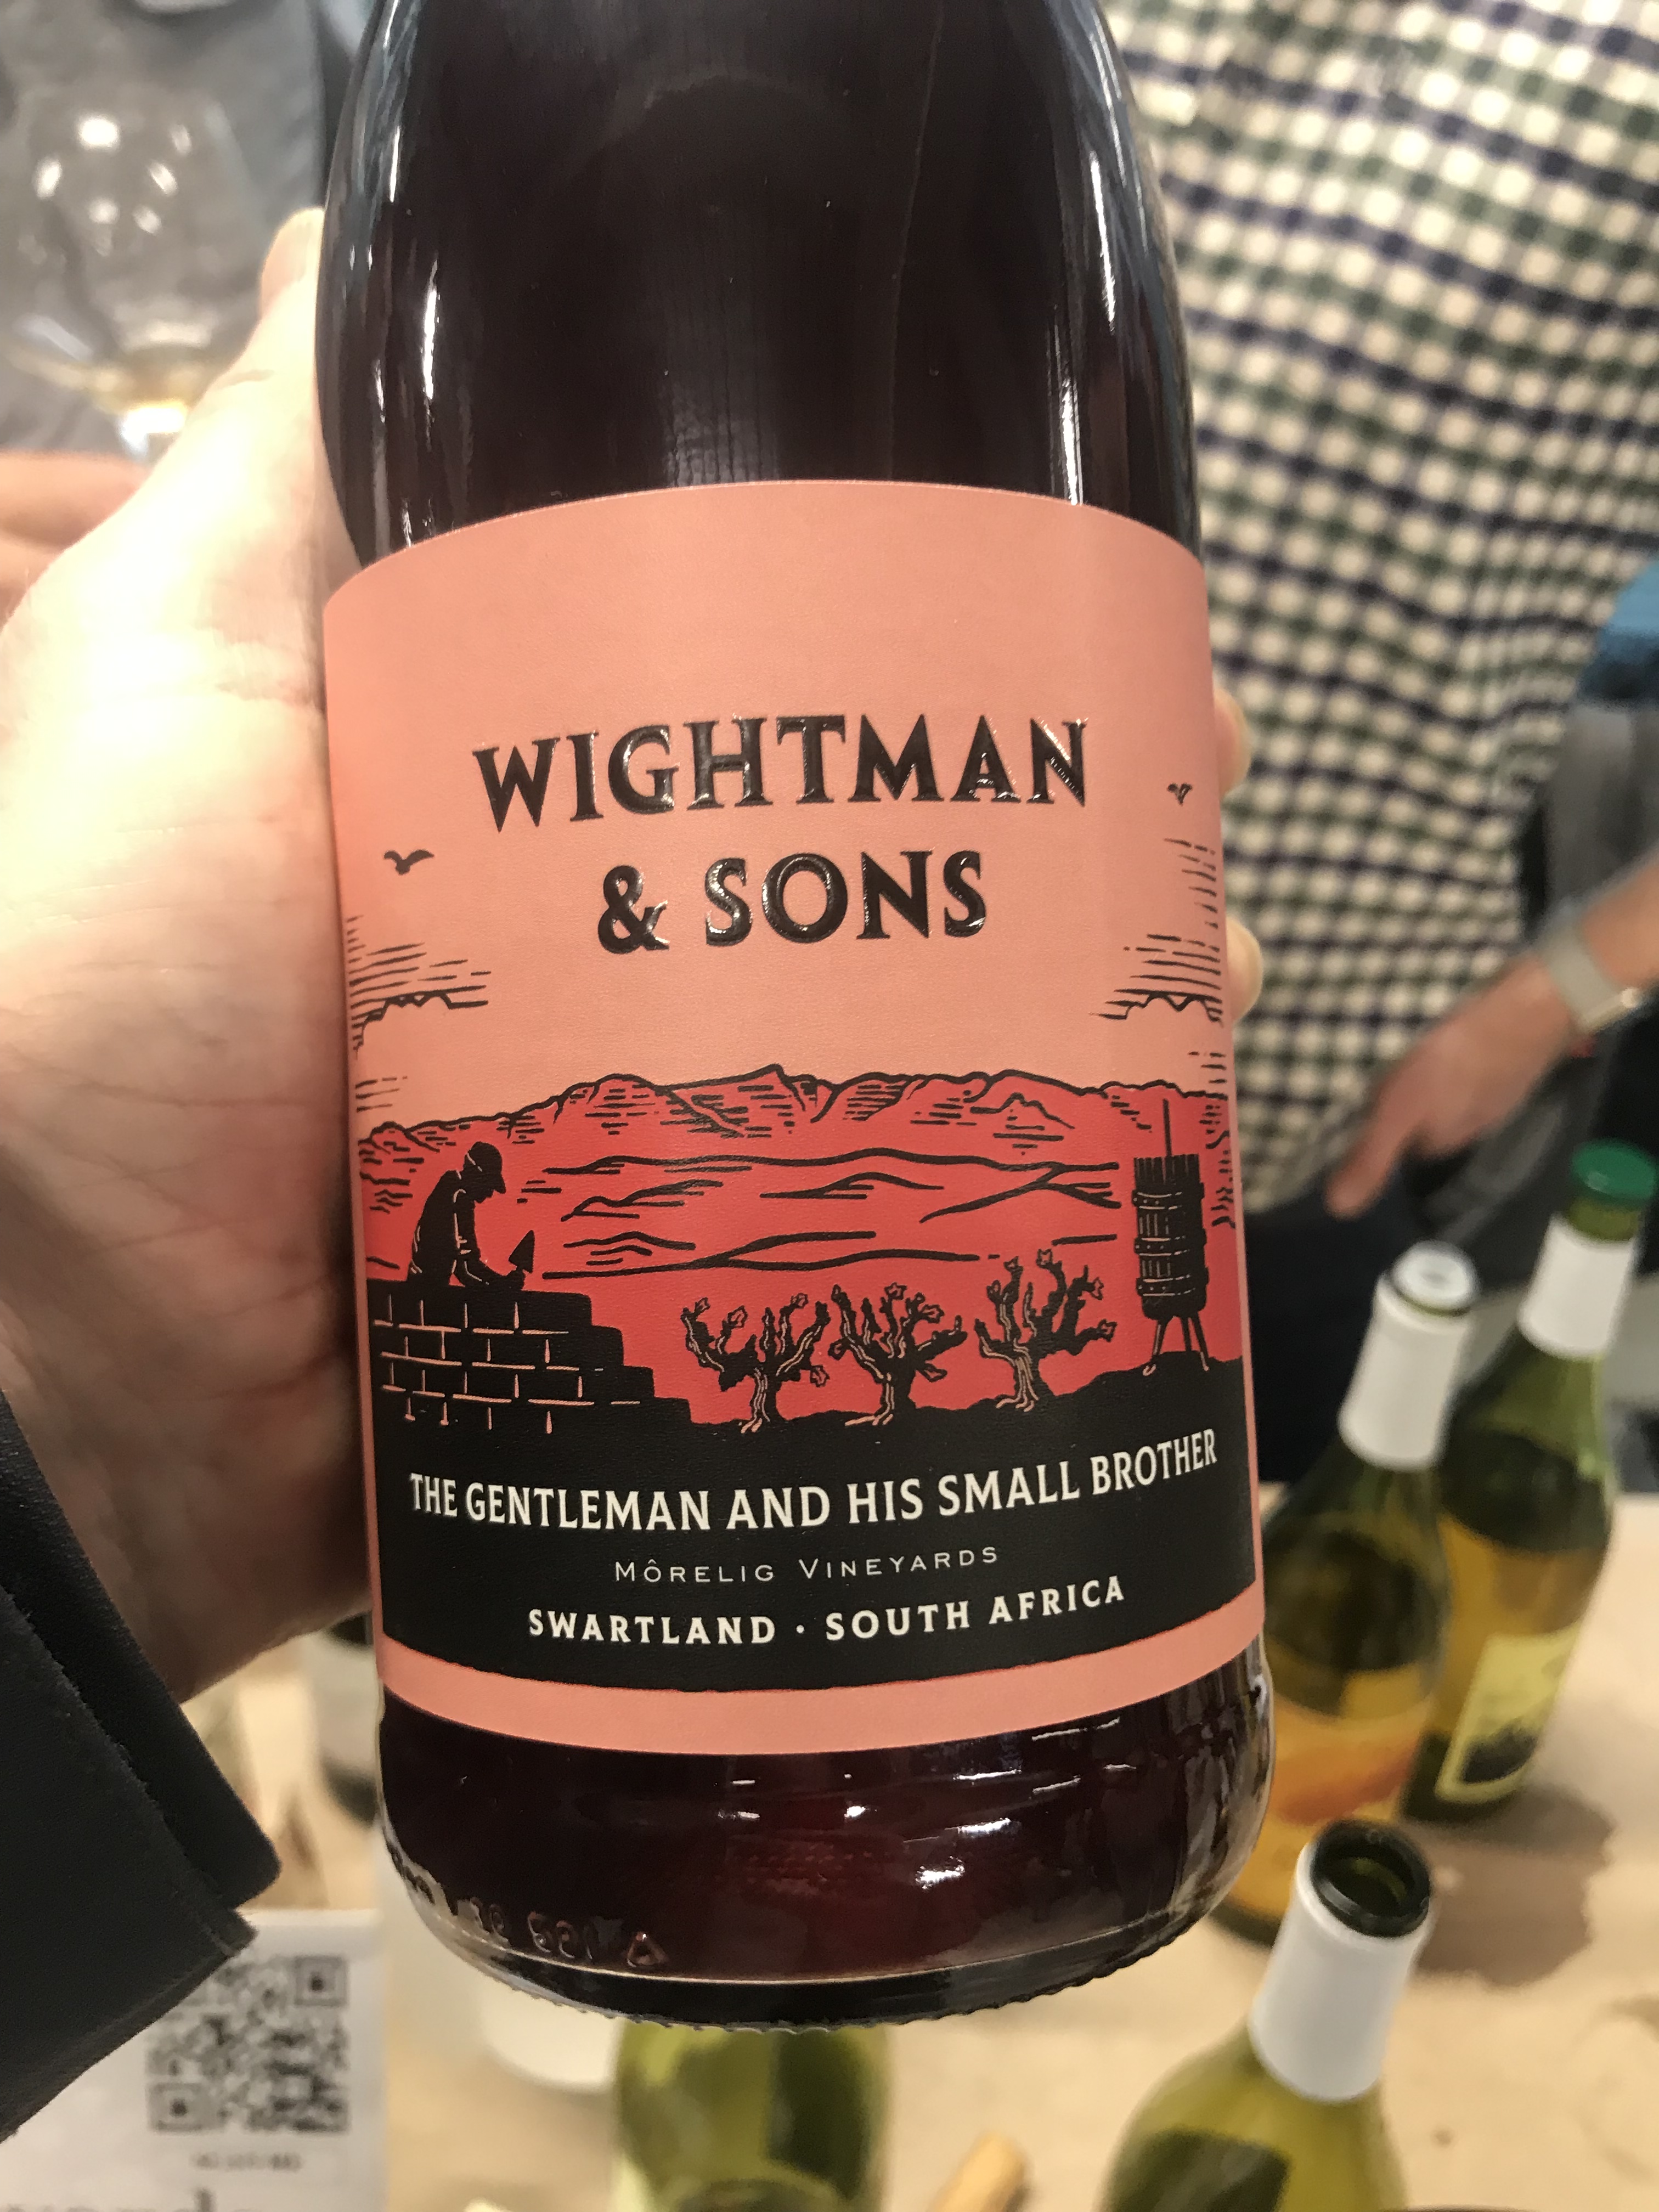 WIGHTMAN
& SONS
THE GENTLEMAN AND HIS SMALL BROTHER
MÔRELIG VINEYARDS
SWARTLAND · SOUTH AFRICA